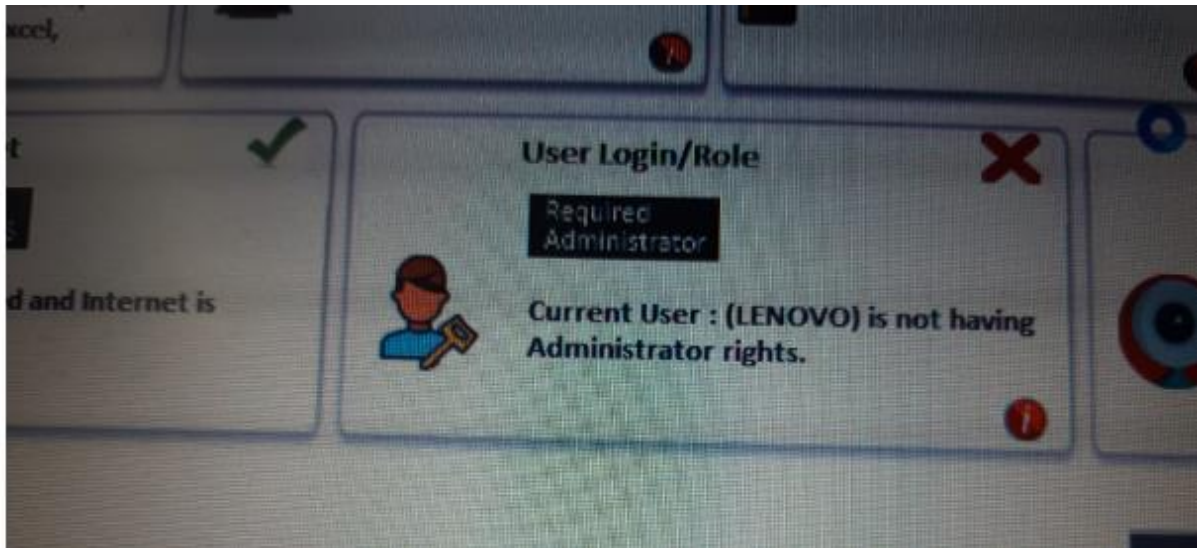 xcel,
t
User Login/Role
Required
Administrator
s
d and Internet is
Current User : (LENOVO) is not having
Administrator rights.
i